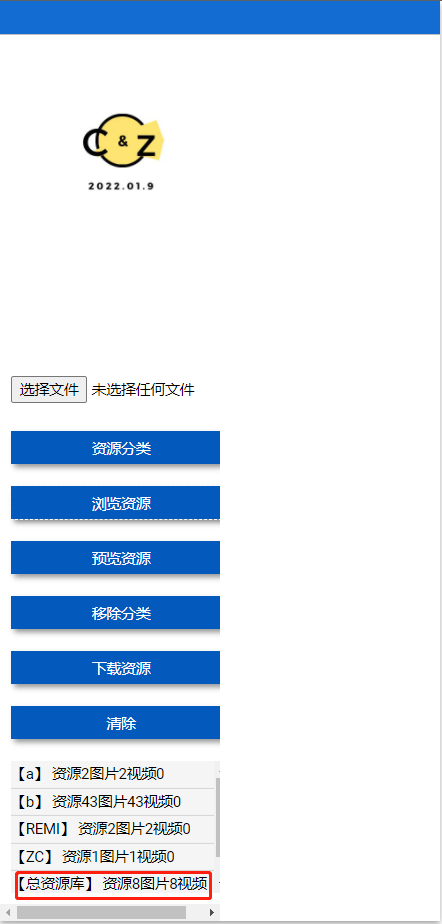 C & Z
2022.01.9
选择文件 未选择任何文件
资源分类
浏览资源
预览资源
移除分类
下载资源
清除
【a】 资源2图片2视频0
【b】 资源43图片43视频0
【REMI】 资源2图片2视频0
【ZC】 资源1图片1视频0
【总资源库】 资源8图片8视频